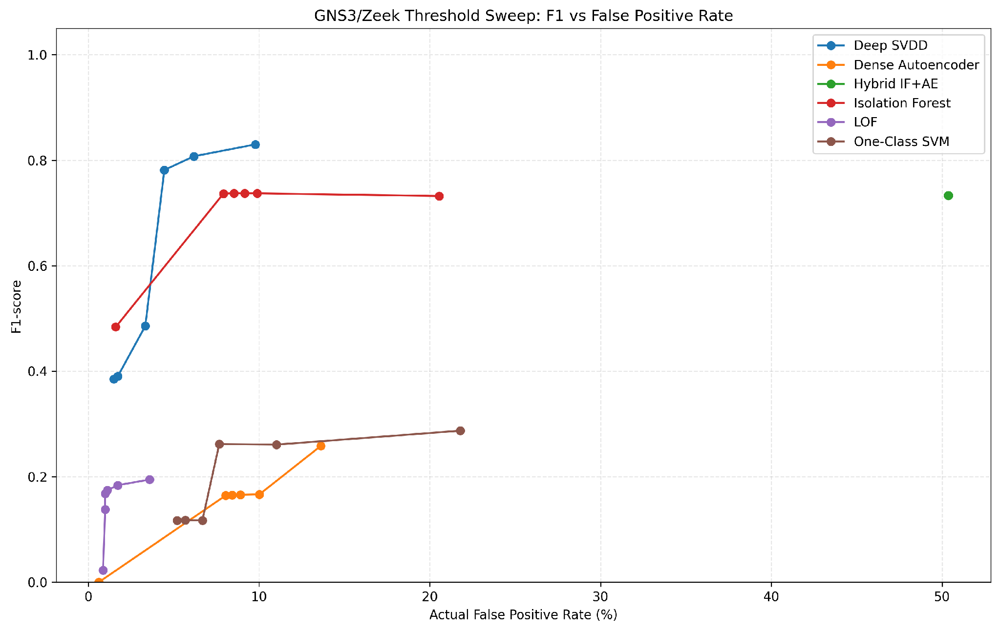 GNS3/Zeek Threshold Sweep: F1 vs False Positive Rate
Deep SVDD
Dense Autoencoder
Hybrid IF+AE
Isolation Forest
LOF
One-Class SVM
F1-score
1.0
0.8
0.6
0.4
0.2
0.0
0 10 20 30 40 50
Actual False Positive Rate (%)